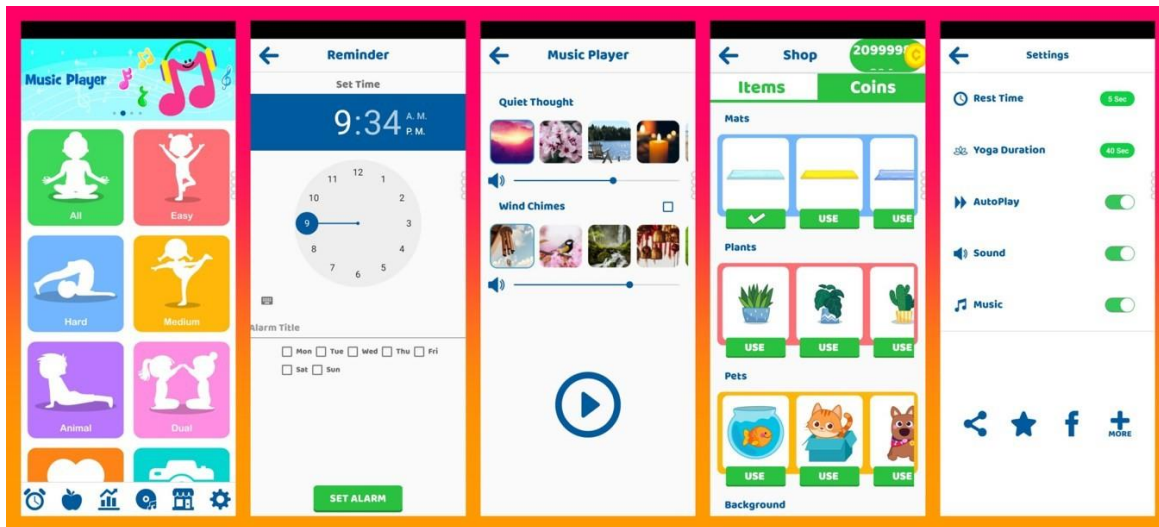 Music Player
All
Easy
Hard
Medium
Animal
Dual
Reminder
Set Time
9:34
A. M.
P. M.
12
1
2
3
4
5
6
7
8
9
10
11
Alarm Title
Mon Tue Wed Thu Fri
Sat Sun
SET ALARM
Music Player
Quiet Thought
Wind Chimes
Shop
Items
Coins
Mats
USE
USE
Plants
USE
USE
USE
Pets
USE
USE
USE
Background
Settings
Rest Time
5 Sec
Yoga Duration
40 Sec
AutoPlay
Sound
Music
MORE